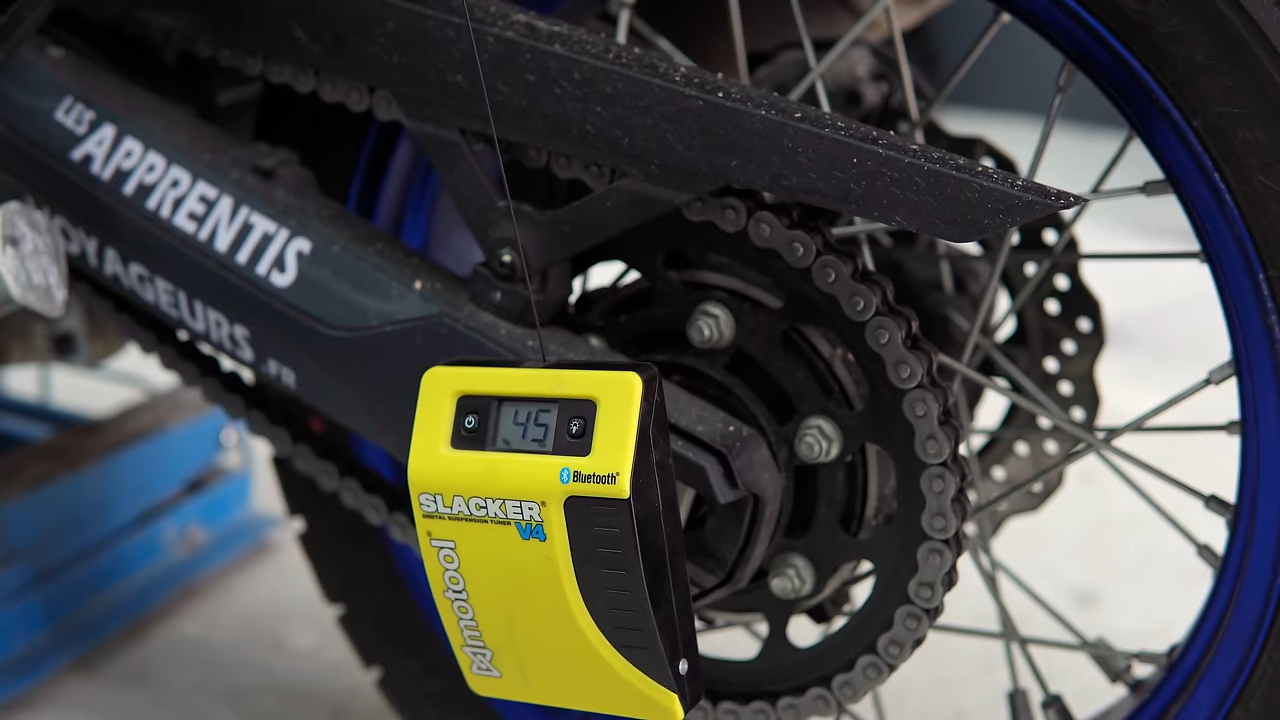 LES
APPRENTIS
VOYAGEURS.FR
45
Bluetooth®
SLACKER®
DIGITAL SUSPENSION TUNER
V4
motool®